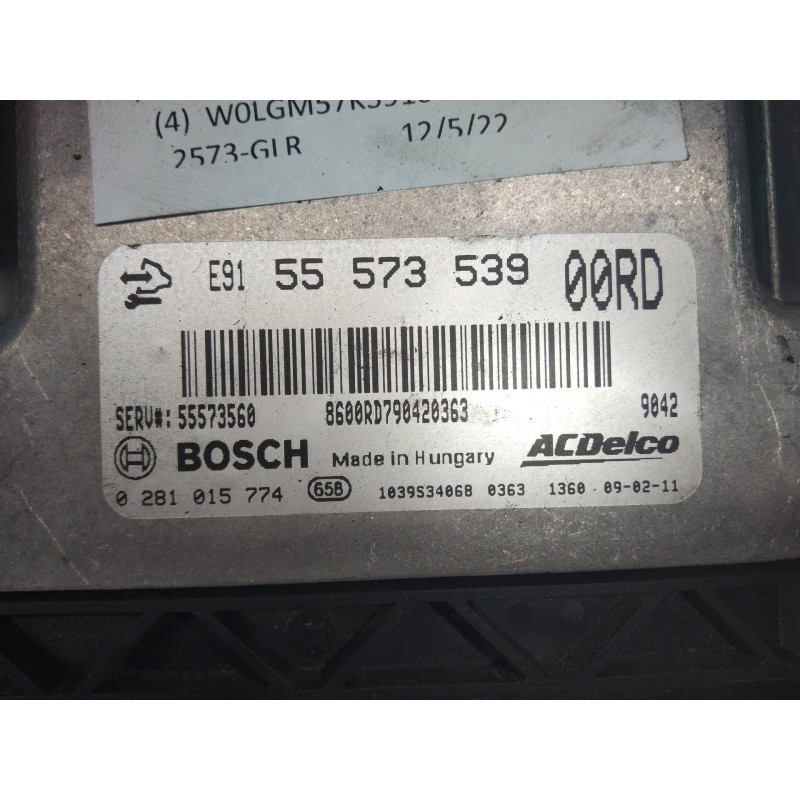 (4) W0LGM57K391
2573-GLR 12/5/22
E91 55 573 539 00RD
SERV#: 55573560 8600RD790420363 9042
BOSCH Made in Hungary ACDelco
0 281 015 774 658 1039S34068 0363 1360 09-02-11